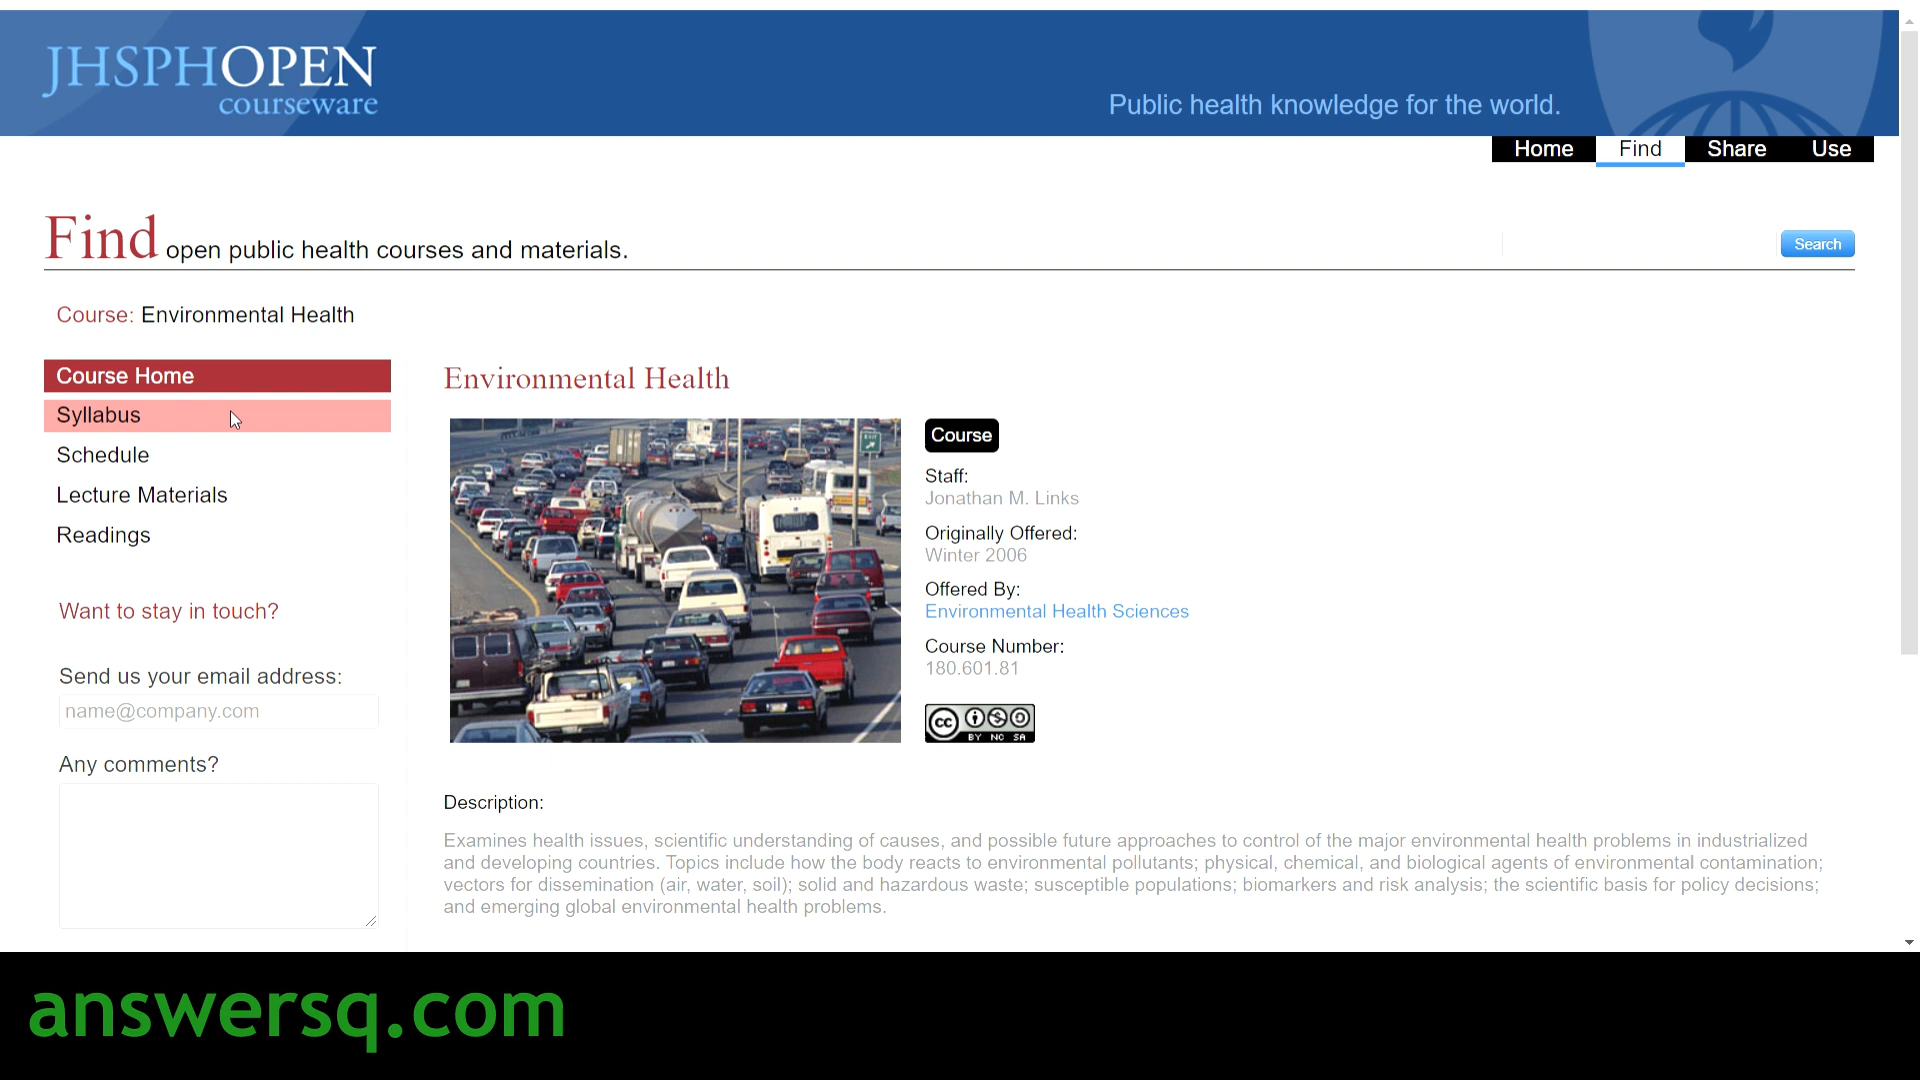 JHSPHOPEN
courseware
Public health knowledge for the world.
Home Find Share Use
Find open public health courses and materials.
Search
Course: Environmental Health
Course Home
Syllabus
Schedule
Lecture Materials
Readings
Want to stay in touch?
Send us your email address:
name@company.com
Any comments?
Environmental Health
EXIT
Course
Staff:
Jonathan M. Links
Originally Offered:
Winter 2006
Offered By:
Environmental Health Sciences
Course Number:
180.601.81
cc
BY NC SA
Description:
Examines health issues, scientific understanding of causes, and possible future approaches to control of the major environmental health problems in industrialized
and developing countries. Topics include how the body reacts to environmental pollutants; physical, chemical, and biological agents of environmental contamination;
vectors for dissemination (air, water, soil); solid and hazardous waste; susceptible populations; biomarkers and risk analysis; the scientific basis for policy decisions;
and emerging global environmental health problems.
answersq.com